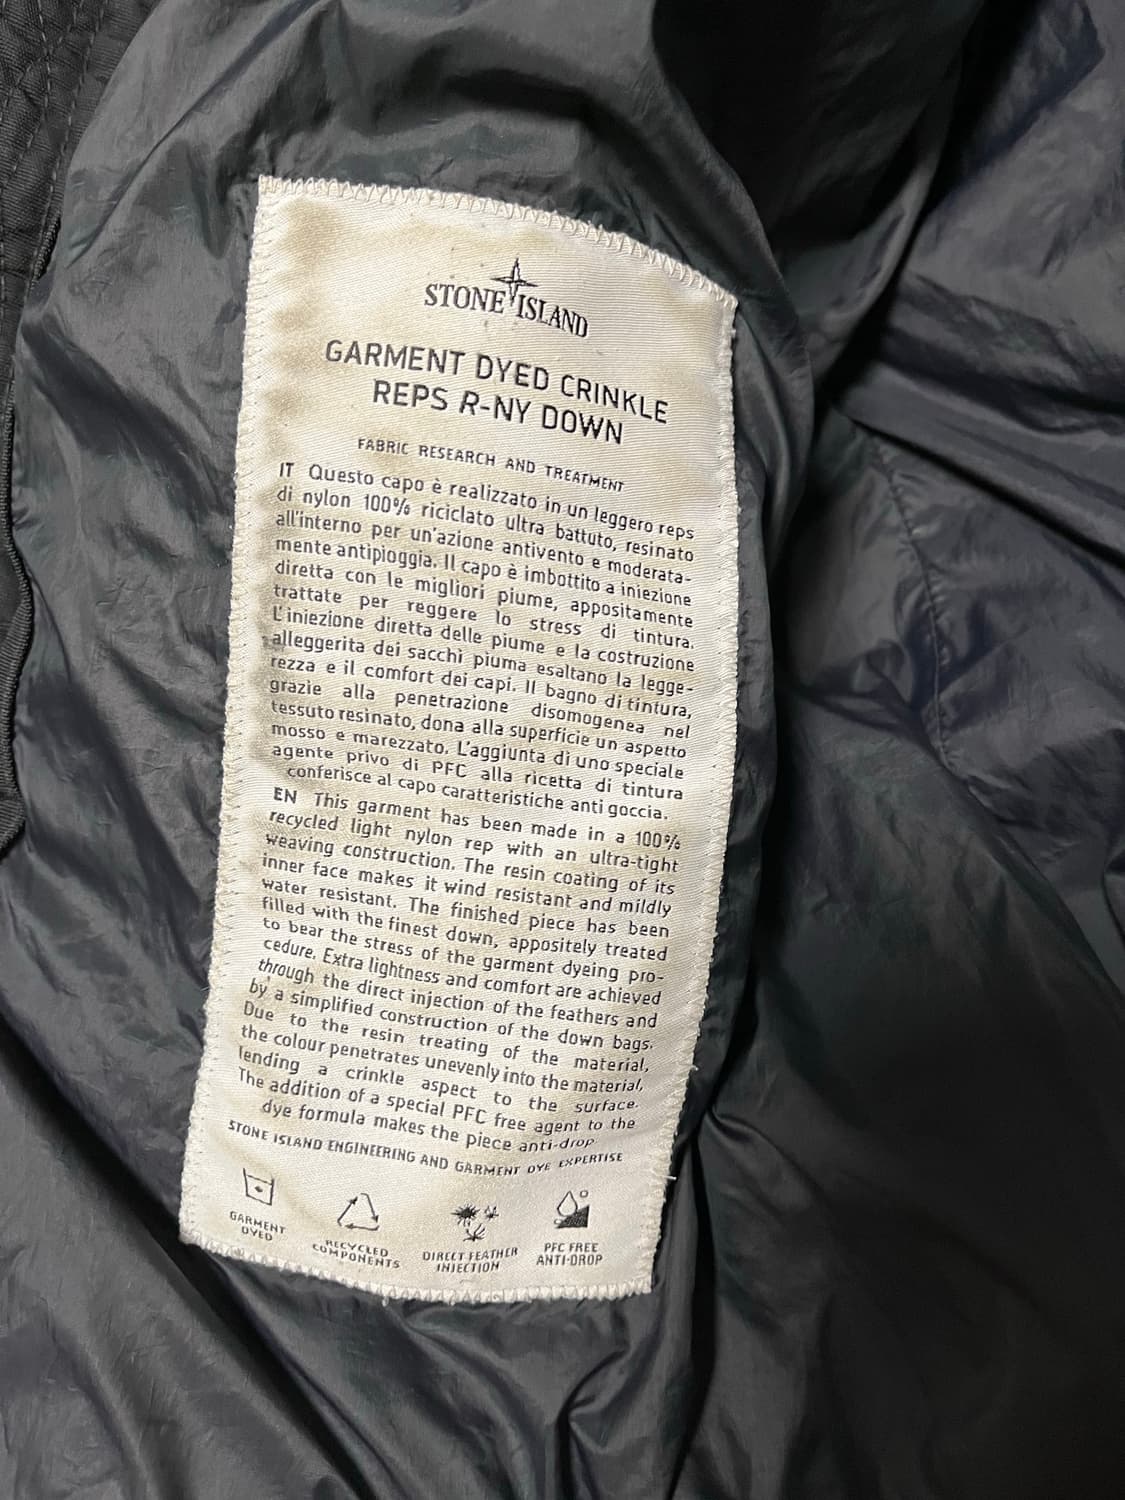 STONE ISLAND
GARMENT DYED CRINKLE
REPS R-NY DOWN
FABRIC RESEARCH AND TREATMENT
IT Questo capo è realizzato in un leggero reps
di nylon 100% riciclato ultra battuto, resinato
all'interno per un'azione antivento e moderata-
mente antipioggia. Il capo è imbottito a iniezione
diretta con le migliori piume, appositamente
trattate per reggere lo stress di tintura.
L'iniezione diretta delle piume e la costruzione
alleggerita dei sacchi piuma esaltano la legge-
rezza e il comfort dei capi. Il bagno di tintura,
grazie alla penetrazione disomogenea nel
tessuto resinato, dona alla superficie un aspetto
mosso e marezzato. L'aggiunta di uno speciale
agente privo di PFC alla ricetta di tintura
conferisce al capo caratteristiche anti goccia.
EN This garment has been made in a 100%
recycled light nylon rep with an ultra-tight
weaving construction. The resin coating of its
inner face makes it wind resistant and mildly
water resistant. The finished piece has been
filled with the finest down, appositely treated
to bear the stress of the garment dyeing pro-
cedure. Extra lightness and comfort are achieved
through the direct injection of the feathers and
by a simplified construction of the down bags.
Due to the resin treating of the material,
the colour penetrates unevenly into the material,
lending a crinkle aspect to the surface.
The addition of a special PFC free agent to the
dye formula makes the piece anti-drop
STONE ISLAND ENGINEERING AND GARMENT DYE EXPERTISE
GARMENT
DYED
RECYCLED
COMPONENTS
DIRECT FEATHER
INJECTION
PFC FREE
ANTI-DROP